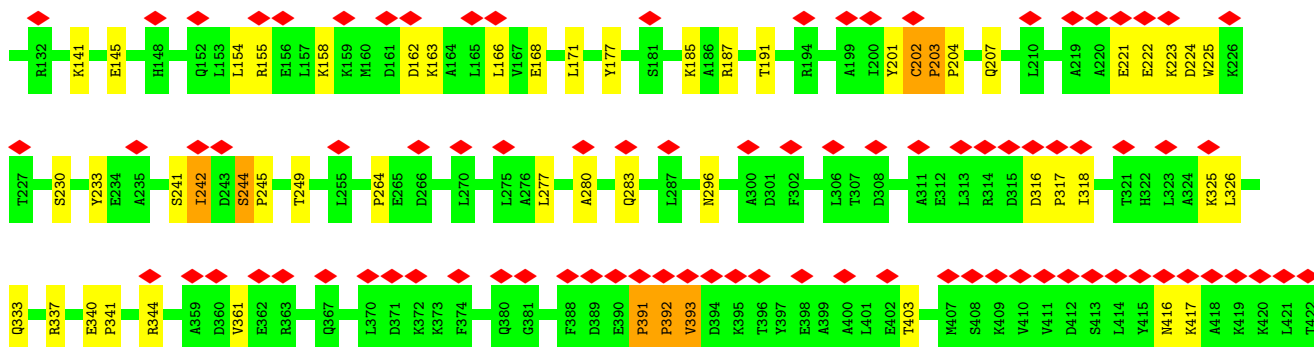 R132 K141 E145 H148 Q152 L153 L154 R155 E156 L157 K158 K159 M160 D161 D162 K163 A164 L165 L166 V167 E168 L171 Y177 S181 K185 A186 R187 T191 R194 A199 I200 Y201 C202 P203 P204 Q207 L210 A219 A220 E221 E222 K223 D224 W225 K226
T227 S230 Y233 E234 A235 S241 I242 D243 S244 P245 T249 L255 P264 E265 D266 L270 L275 A276 L277 A280 Q283 L287 N296 A300 D301 F302 L306 T307 D308 A311 E312 L313 R314 D315 D316 P317 I318 T321 H322 L323 A324 K325 L326
Q333 R337 E340 P341 R344 A359 D360 V361 E362 R363 Q367 L370 D371 K372 K373 F374 Q380 G381 F388 D389 E390 P391 P392 V393 D394 K395 T396 Y397 E398 A399 A400 L401 E402 T403 M407 S408 K409 V410 V411 D412 S413 L414 Y415 N416 K417 A418 K419 K420 L421 T422